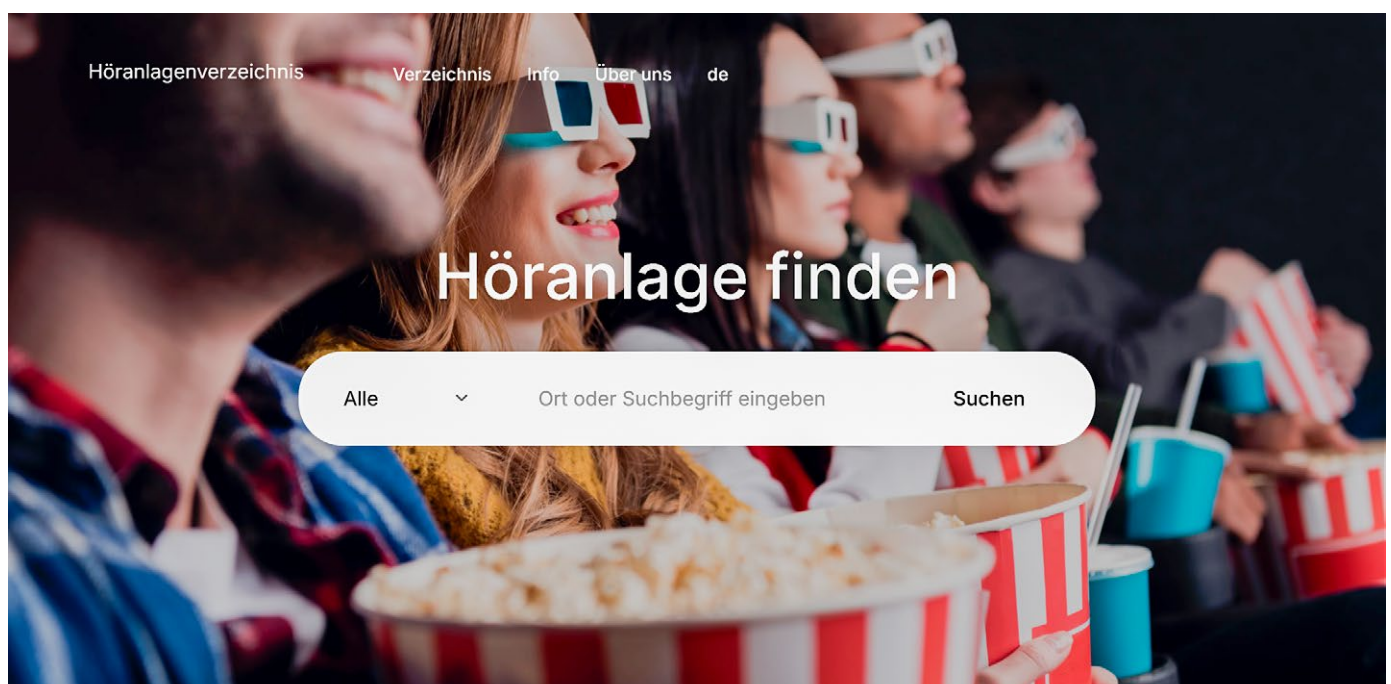 Höranlagenverzeichnis
Verzeichnis Info Über uns de
Höranlage finden
Alle Ort oder Suchbegriff eingeben Suchen